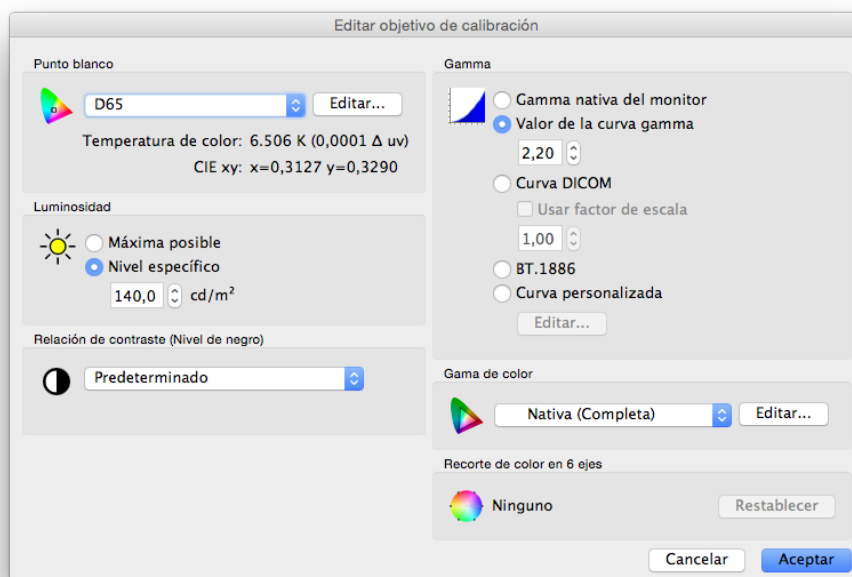 Editar objetivo de calibración
Punto blanco
D65
Editar...
Temperatura de color: 6.506 K (0,0001 Δ uv)
CIE xy: x=0,3127 y=0,3290
Luminosidad
Máxima posible
Nivel específico
140,0 cd/m²
Relación de contraste (Nivel de negro)
Predeterminado
Gamma
Gamma nativa del monitor
Valor de la curva gamma
2,20
Curva DICOM
Usar factor de escala
1,00
BT.1886
Curva personalizada
Editar...
Gama de color
Nativa (Completa)
Editar...
Recorte de color en 6 ejes
Ninguno
Restablecer
Cancelar
Aceptar